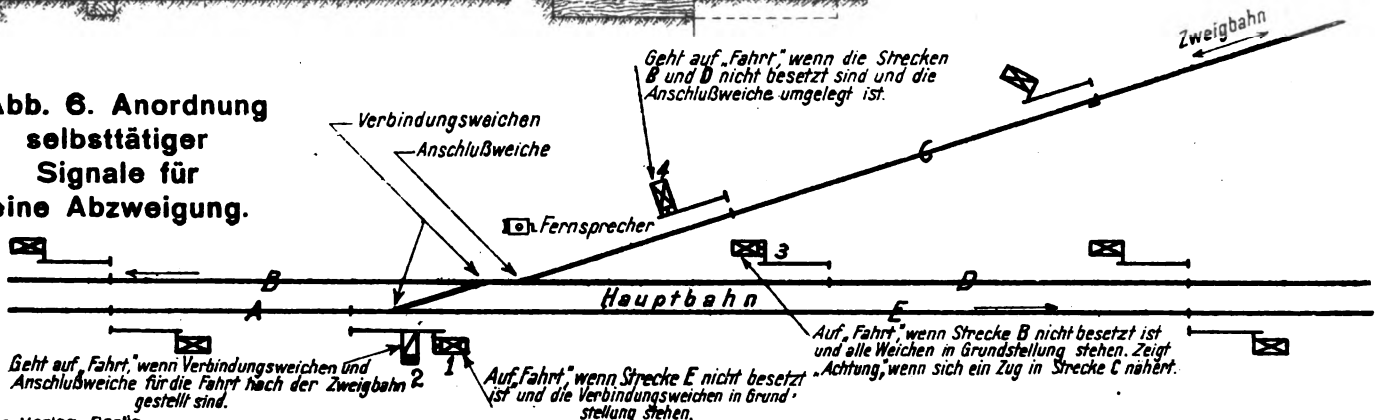 Abb. 6. Anordnung
selbsttätiger
Signale für
eine Abzweigung.
Verbindungsweichen
Anschlußweiche
Geht auf „Fahrt," wenn die Strecken
B und D nicht besetzt sind und die
Anschlußweiche umgelegt ist.
Zweigbahn
C
4
Fernsprecher
3
B
D
Hauptbahn
A
E
Geht auf „Fahrt," wenn Verbindungsweichen und
Anschlußweiche für die Fahrt nach der Zweigbahn
gestellt sind.
2
1
Auf „Fahrt," wenn Strecke E nicht besetzt
ist und die Verbindungsweichen in Grund-
stellung stehen.
Auf „Fahrt," wenn Strecke B nicht besetzt ist
und alle Weichen in Grundstellung stehen. Zeigt
„Achtung," wenn sich ein Zug in Strecke C nähert.